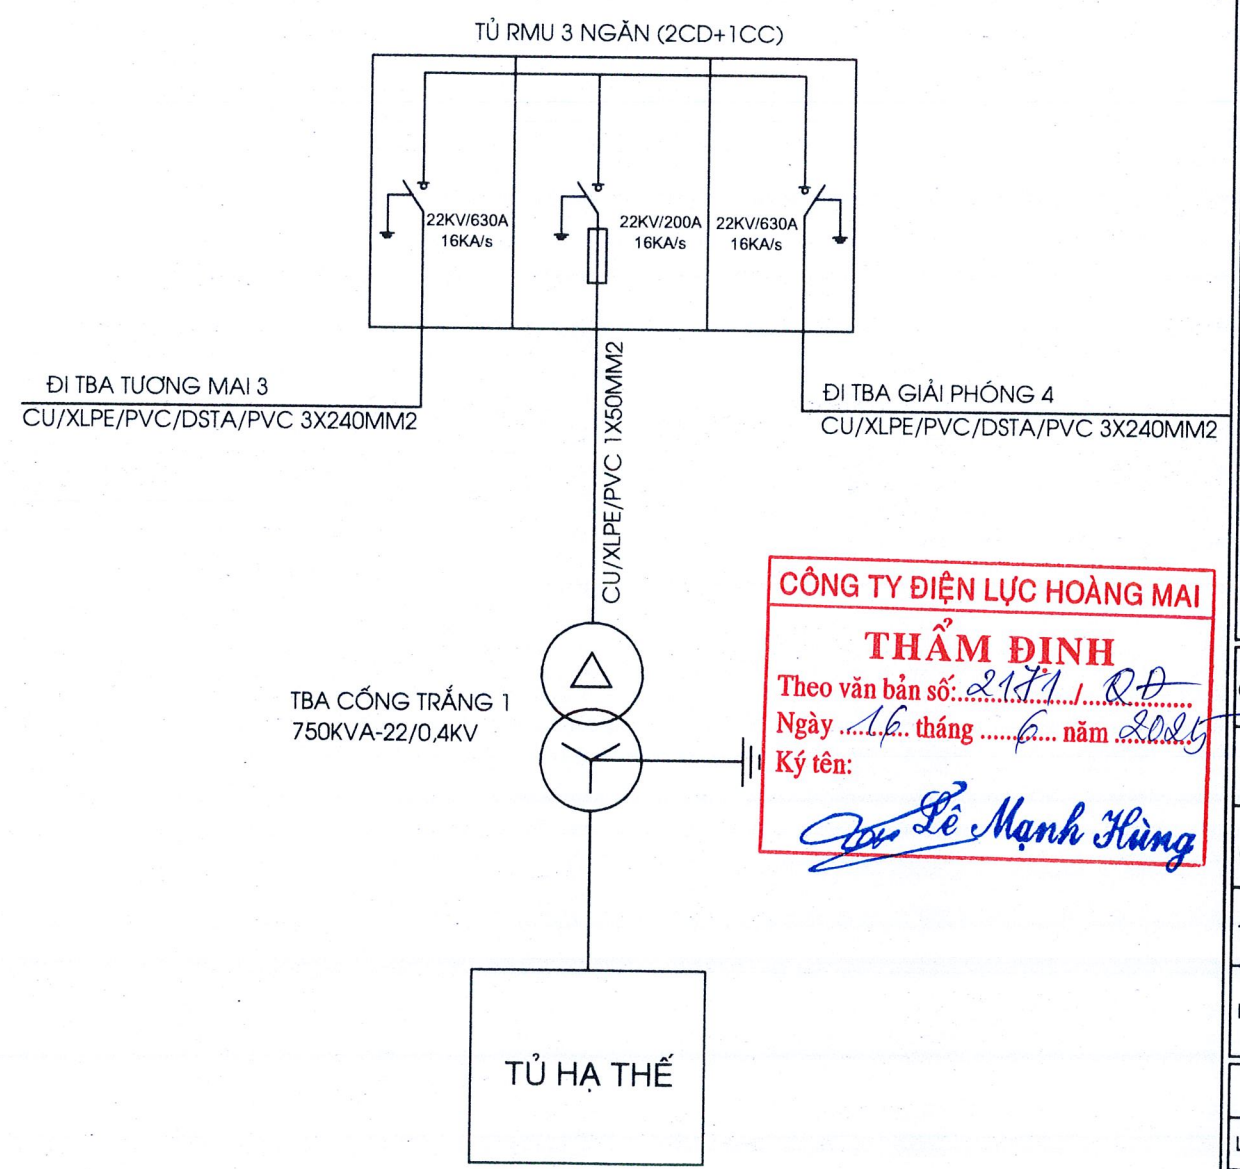 TỦ RMU 3 NGĂN (2CD+1CC)
22KV/630A
16KA/s
22KV/200A
16KA/s
22KV/630A
16KA/s
ĐI TBA TƯƠNG MAI 3
CU/XLPE/PVC/DSTA/PVC 3X240MM2
CU/XLPE/PVC 1X50MM2
ĐI TBA GIẢI PHÓNG 4
CU/XLPE/PVC/DSTA/PVC 3X240MM2
TBA CỐNG TRẮNG 1
750KVA-22/0,4KV
CÔNG TY ĐIỆN LỰC HOÀNG MAI
THẨM ĐỊNH
Theo văn bản số: 2171 / QĐ
Ngày 16 tháng 6 năm 2025
Ký tên:
Lê Mạnh Hùng
TỦ HẠ THẾ